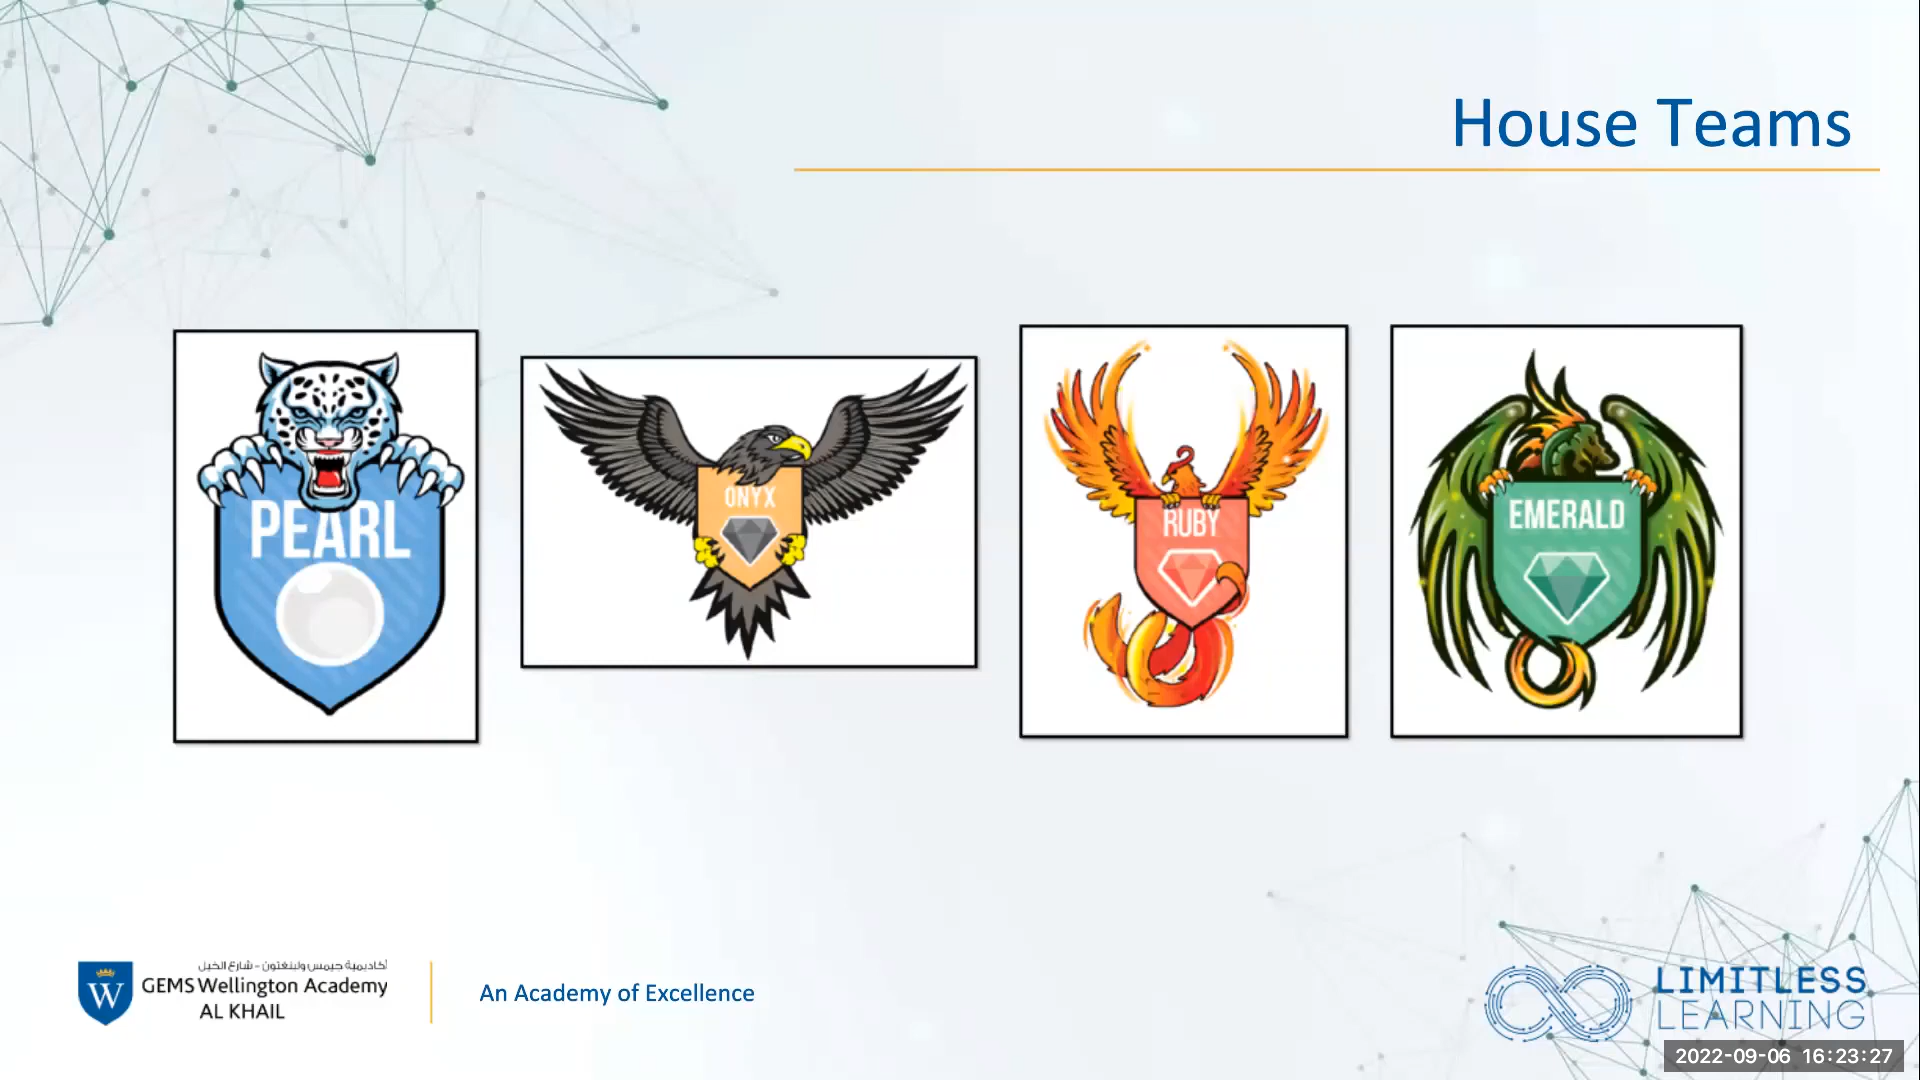 House Teams
PEARL
ONYX
RUBY
EMERALD
أكاديمية جيمس ولينغتون - شارع الخيل
W
GEMS Wellington Academy
AL KHAIL
An Academy of Excellence
LIMITLESS
LEARNING
2022-09-06 16:23:27